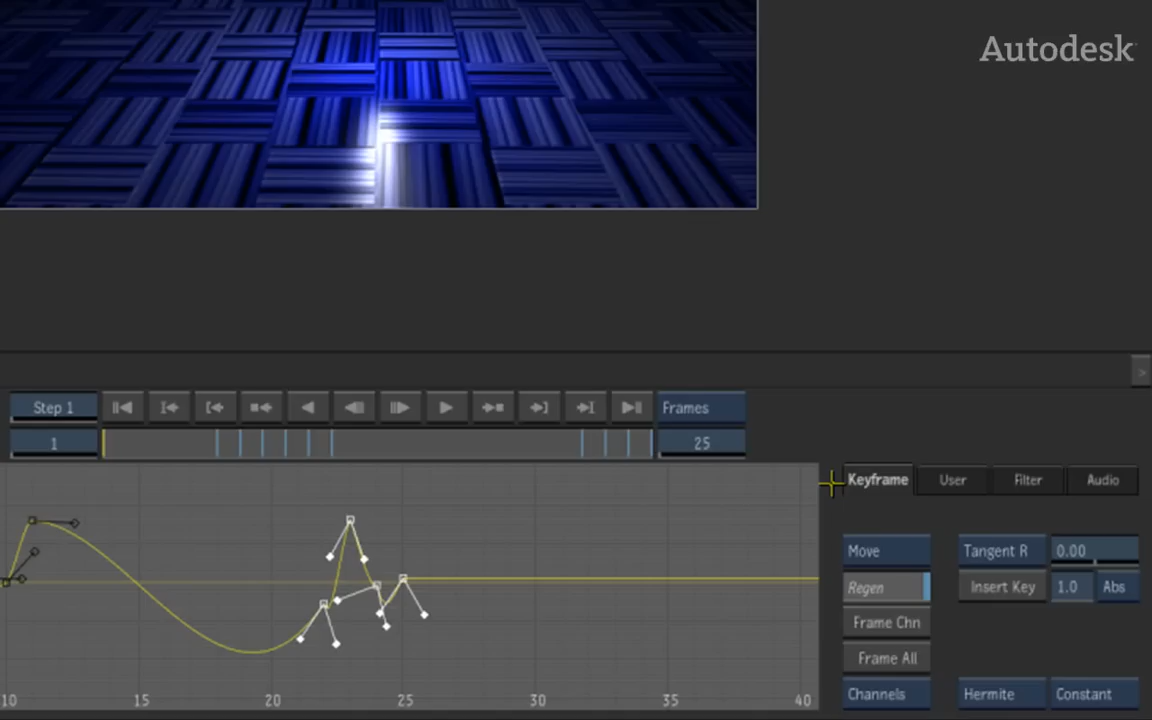 Autodesk
>
Step 1
Frames
1
25
Keyframe
User
Filter
Audio
Move
Tangent R
0.00
Regen
Insert Key
1.0
Abs
Frame Chn
Frame All
Channels
Hermite
Constant
10
15
20
25
30
35
40